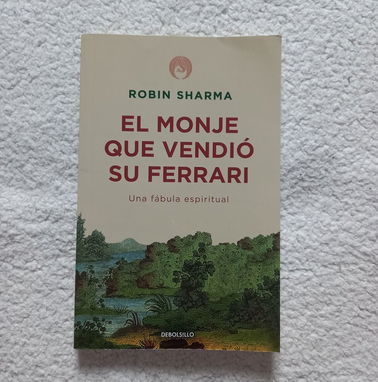 ROBIN SHARMA
EL MONJE
QUE VENDIÓ
SU FERRARI
Una fábula espiritual
DEBOLSILLO